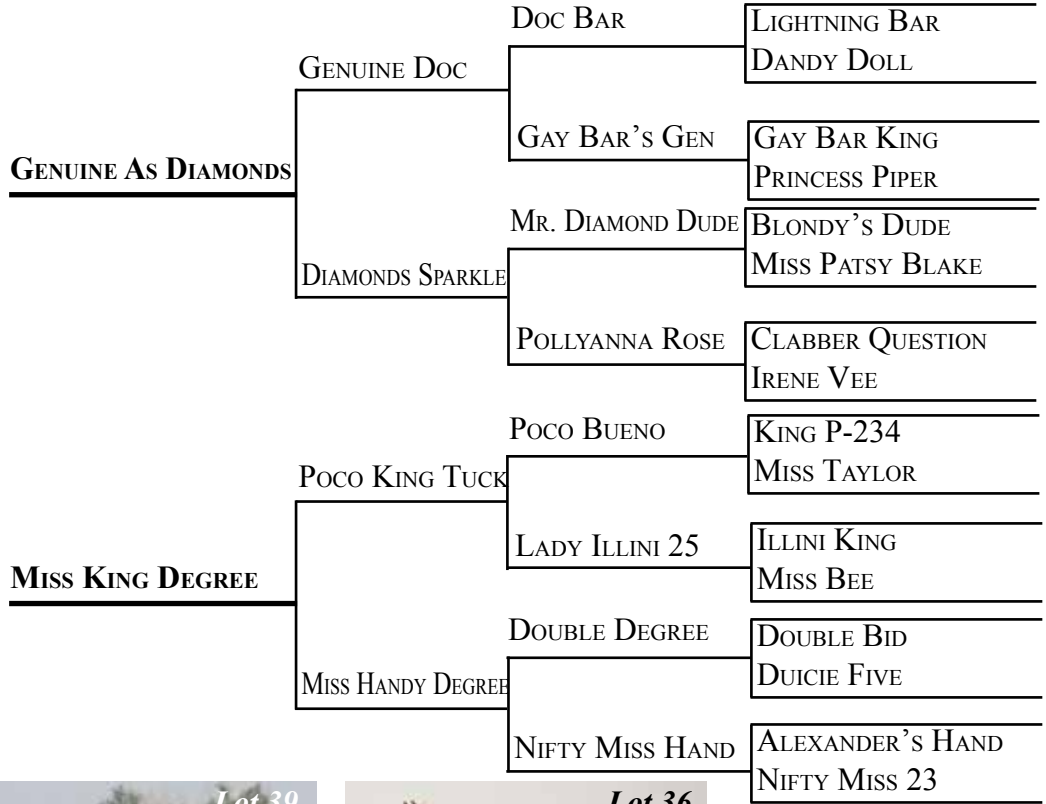 Doc Bar
Lightning Bar
Dandy Doll
Genuine Doc
Gay Bar's Gen
Gay Bar King
Princess Piper
Genuine As Diamonds
Mr. Diamond Dude
Blondy's Dude
Miss Patsy Blake
Diamonds Sparkle
Pollyanna Rose
Clabber Question
Irene Vee
Poco Bueno
King P-234
Miss Taylor
Poco King Tuck
Lady Illini 25
Illini King
Miss Bee
Miss King Degree
Double Degree
Double Bid
Duicie Five
Miss Handy Degree
Nifty Miss Hand
Alexander's Hand
Nifty Miss 23
Lot 39
Lot 36